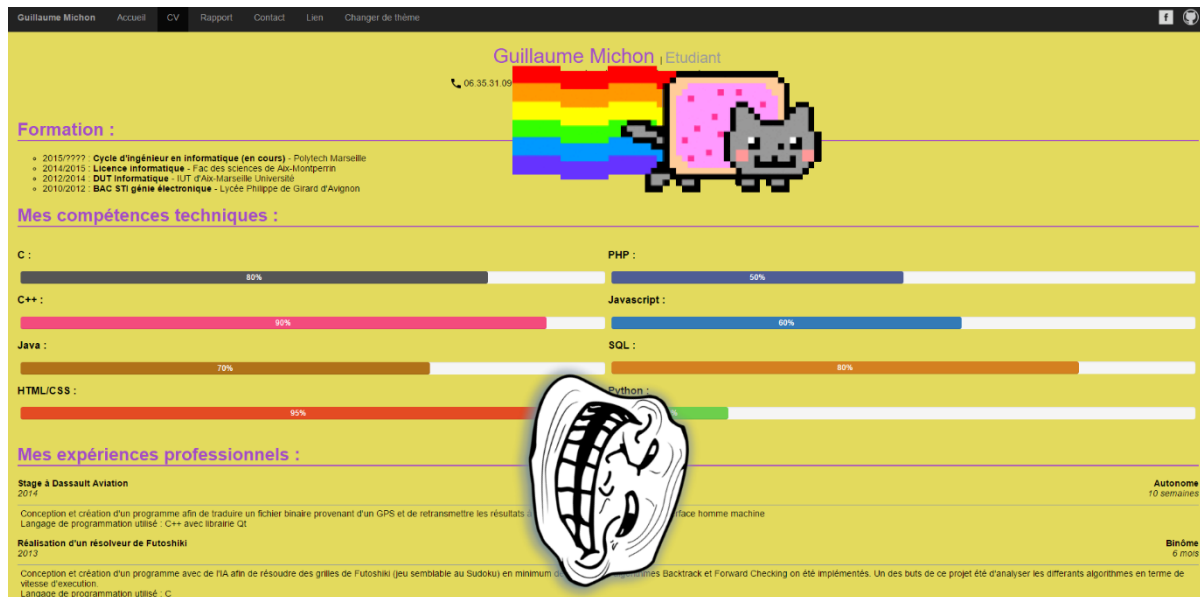 Guillaume Michon Accueil CV Rapport Contact Lien Changer de thème
Guillaume Michon | Etudiant
06.35.31.09
Formation :
2015/???? : Cycle d'ingénieur en informatique (en cours) - Polytech Marseille
2014/2015 : Licence informatique - Fac des sciences de Aix-Montperrin
2012/2014 : DUT Informatique - IUT d'Aix-Marseille Université
2010/2012 : BAC STI génie électronique - Lycée Philippe de Girard d'Avignon
Mes compétences techniques :
C : PHP :
80% 50%
C++ : Javascript :
90% 60%
Java : SQL :
70% 80%
HTML/CSS : Python :
95% %
Mes expériences professionnels :
Stage à Dassault Aviation Autonome
2014 10 semaines
Conception et création d'un programme afin de traduire un fichier binaire provenant d'un GPS et de retransmettre les résultats homme machine
Langage de programmation utilisé : C++ avec librairie Qt
Réalisation d'un résolveur de Futoshiki Binôme
2013 6 mois
Conception et création d'un programme avec de l'IA afin de résoudre des grilles de Futoshiki (jeu semblable au Sudoku) en minimum Backtrack et Forward Checking on été implémentés. Un des buts de ce projet été d'analyser les differants algorithmes en terme de
vitesse d'execution.
Langage de programmation utilisé : C